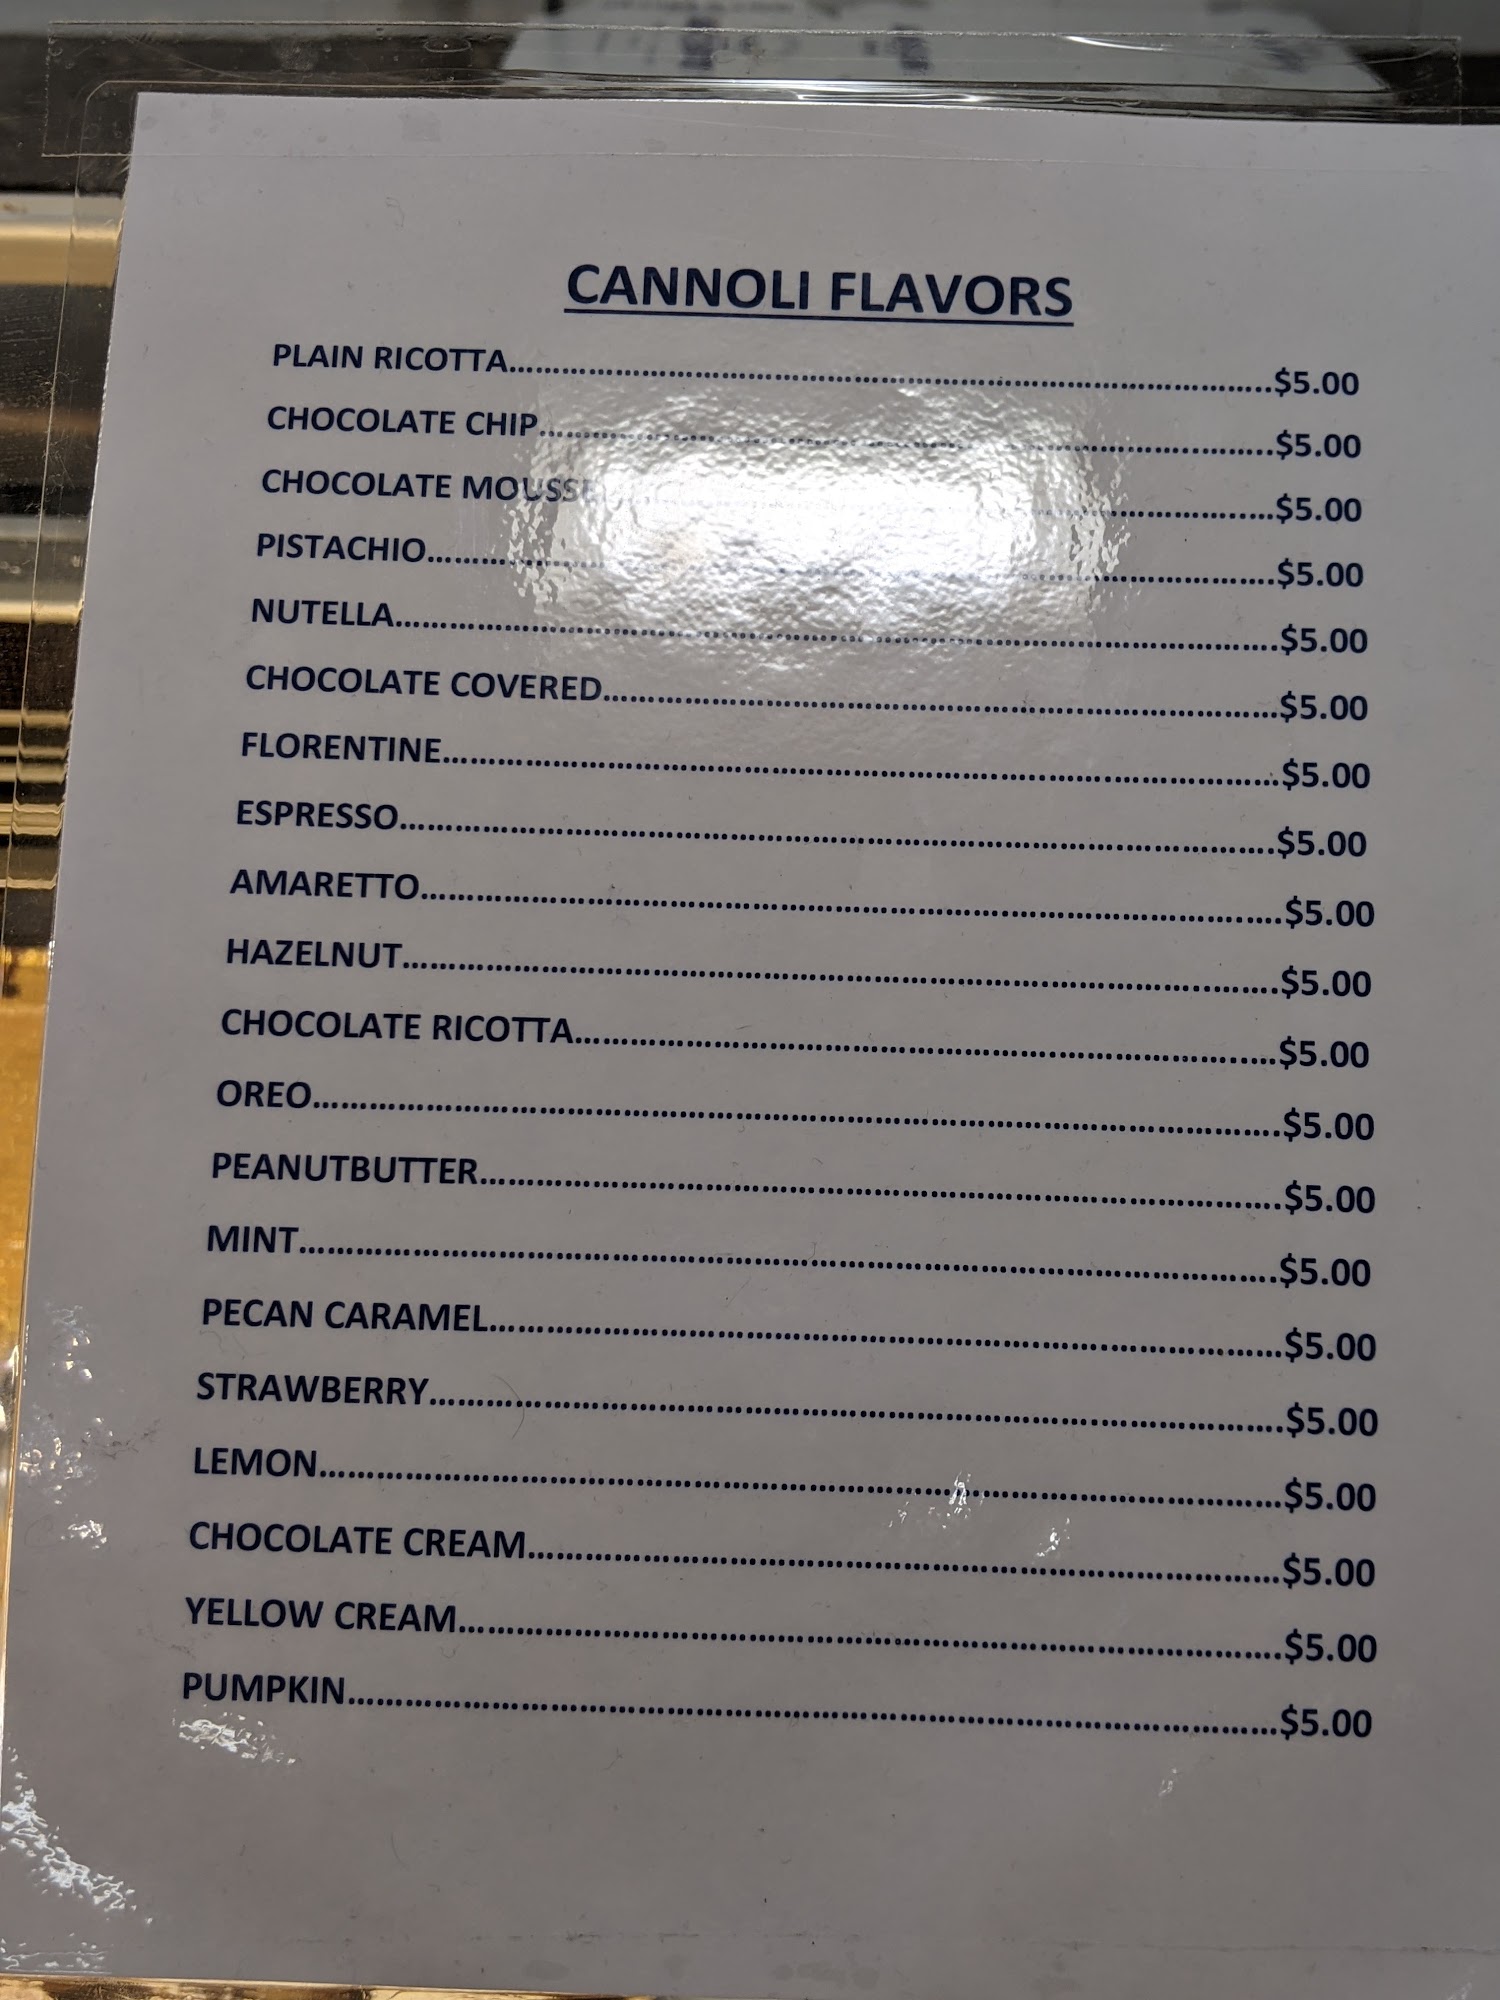 CANNOLI FLAVORS
PLAIN RICOTTA....................$5.00
CHOCOLATE CHIP....................$5.00
CHOCOLATE MOUSSE....................$5.00
PISTACHIO....................$5.00
NUTELLA....................$5.00
CHOCOLATE COVERED....................$5.00
FLORENTINE....................$5.00
ESPRESSO....................$5.00
AMARETTO....................$5.00
HAZELNUT....................$5.00
CHOCOLATE RICOTTA....................$5.00
OREO....................$5.00
PEANUTBUTTER....................$5.00
MINT....................$5.00
PECAN CARAMEL....................$5.00
STRAWBERRY....................$5.00
LEMON....................$5.00
CHOCOLATE CREAM....................$5.00
YELLOW CREAM....................$5.00
PUMPKIN....................$5.00